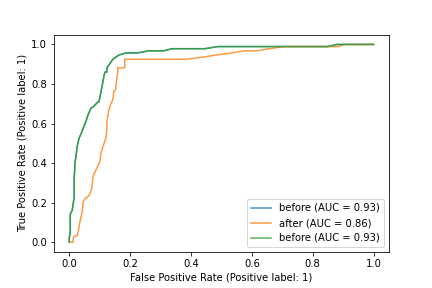 1.0
0.8
0.6
0.4
0.2
0.0
True Positive Rate (Positive label: 1)
before (AUC = 0.93)
after (AUC = 0.86)
before (AUC = 0.93)
0.0 0.2 0.4 0.6 0.8 1.0
False Positive Rate (Positive label: 1)